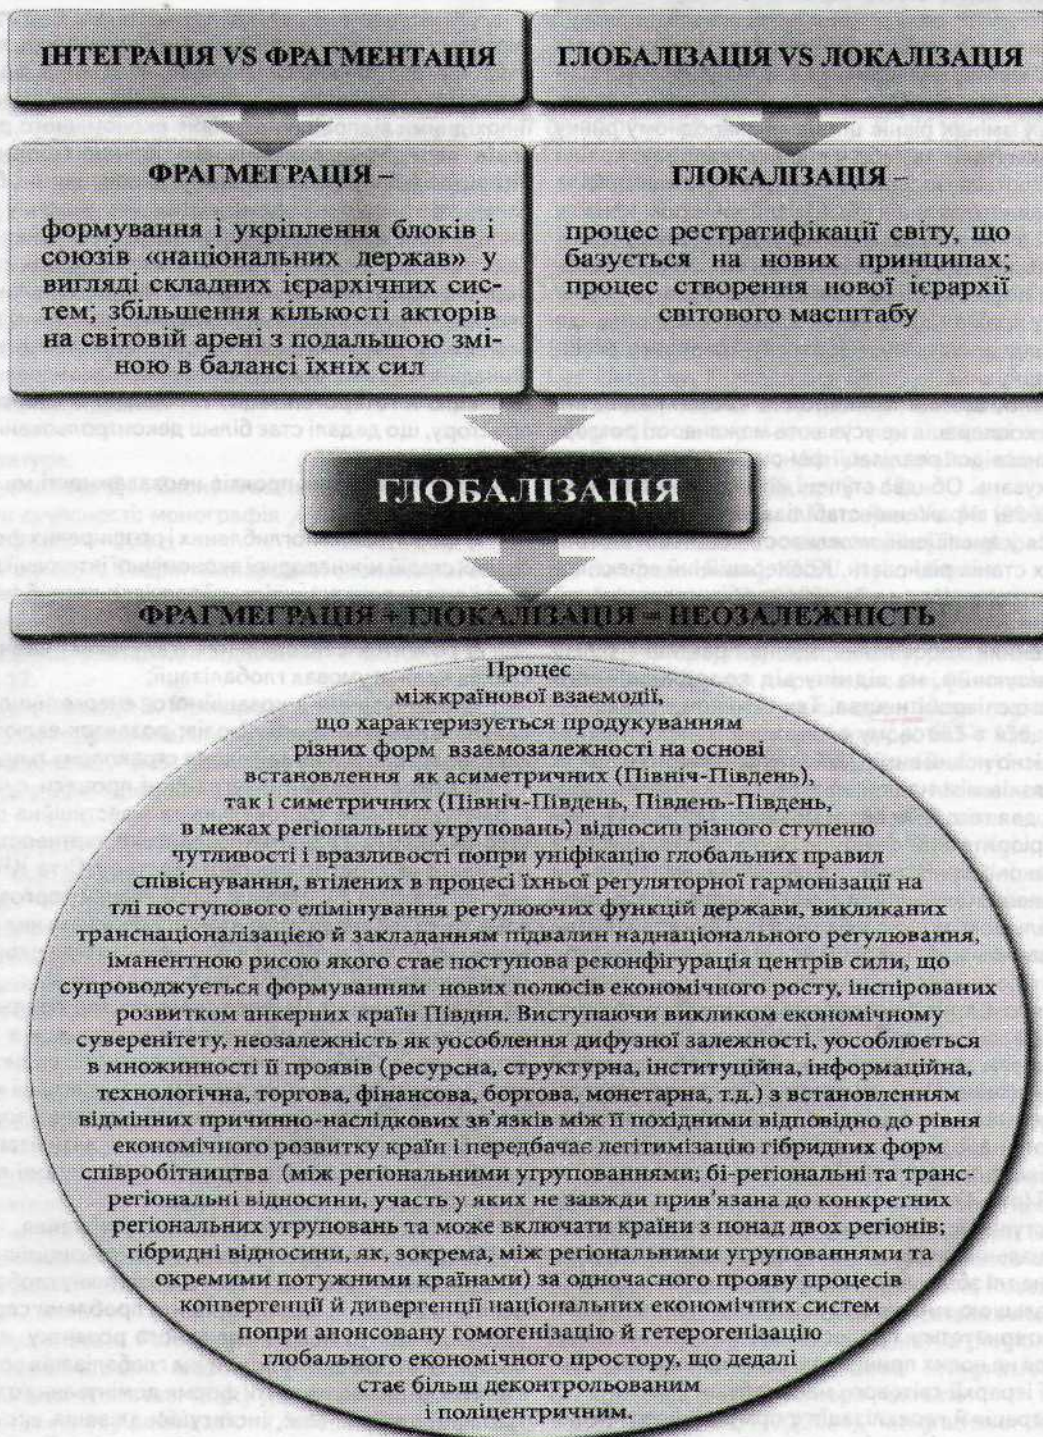 ІНТЕГРАЦІЯ VS ФРАГМЕНТАЦІЯ
ГЛОБАЛІЗАЦІЯ VS ЛОКАЛІЗАЦІЯ
ФРАГМЕГРАЦІЯ –
формування і укріплення блоків і
союзів «національних держав» у
вигляді складних ієрархічних сис-
тем; збільшення кількості акторів
на світовій арені з подальшою змі-
ною в балансі їхніх сил
ГЛОКАЛІЗАЦІЯ –
процес рестратифікації світу, що
базується на нових принципах;
процес створення нової ієрархії
світового масштабу
ГЛОБАЛІЗАЦІЯ
ФРАГМЕГРАЦІЯ + ГЛОКАЛІЗАЦІЯ = НЕОЗАЛЕЖНІСТЬ
Процес
міжкраїнової взаємодії,
що характеризується продукуванням
різних форм взаємозалежності на основі
встановлення як асиметричних (Північ-Південь),
так і симетричних (Північ-Південь, Південь-Південь,
в межах регіональних угруповань) відносин різного ступеню
чутливості і вразливості попри уніфікацію глобальних правил
співіснування, втілених в процесі їхньої регуляторної гармонізації на
тлі поступового елімінування регулюючих функцій держави, викликаних
транснаціоналізацією й закладанням підвалин наднаціонального регулювання,
іманентною рисою якого стає поступова реконфігурація центрів сили, що
супроводжується формуванням нових полюсів економічного росту, інспірованих
розвитком анкерних країн Півдня. Виступаючи викликом економічному
суверенітету, неозалежність як уособлення дифузної залежності, уособлюється
в множинності її проявів (ресурсна, структурна, інституційна, інформаційна,
технологічна, торгова, фінансова, боргова, монетарна, т.д.) з встановленням
відмінних причинно-наслідкових зв’язків між її похідними відповідно до рівня
економічного розвитку країн і передбачає легітимізацію гібридних форм
співробітництва (між регіональними угрупованнями; бі-регіональні та транс-
регіональні відносини, участь у яких не завжди прив’язана до конкретних
регіональних угруповань та може включати країни з понад двох регіонів;
гібридні відносини, як, зокрема, між регіональними угрупованнями та
окремими потужними країнами) за одночасного прояву процесів
конвергенції й дивергенції національних економічних систем
попри анонсовану гомогенізацію й гетерогенізацію
глобального економічного простору, що дедалі
стає більш деконтрольованим
і поліцентричним.